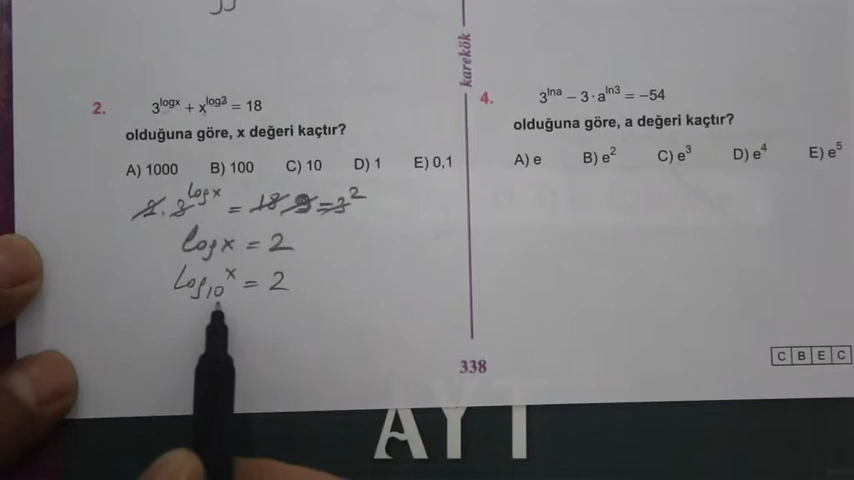 2. 3^logx + x^log3 = 18
olduğuna göre, x değeri kaçtır?
A) 1000 B) 100 C) 10 D) 1 E) 0,1
2. 3^logx = 18 9 = 3^2
logx = 2
log_10 x = 2
karekök
4. 3^lna − 3 · a^ln3 = −54
olduğuna göre, a değeri kaçtır?
A) e B) e^2 C) e^3 D) e^4 E) e^5
338
C B E C
AYT